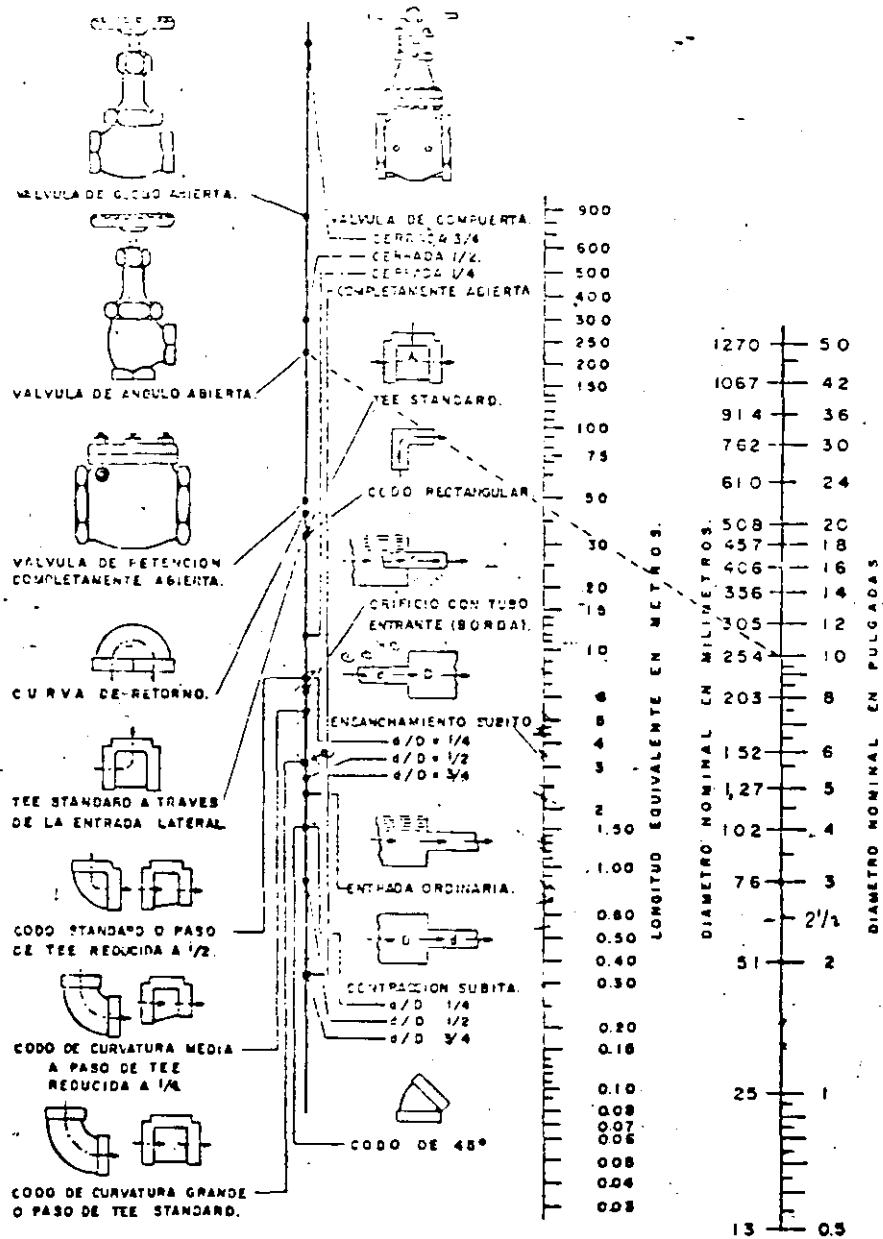 VALVULA DE GLOBO ABIERTA.
VALVULA DE ANGULO ABIERTA.
VALVULA DE RETENCION
COMPLETAMENTE ABIERTA.
CURVA DE RETORNO.
TEE STANDARD A TRAVES
DE LA ENTRADA LATERAL.
CODO STANDARD O PASO
DE TEE REDUCIDA A 1/2.
CODO DE CURVATURA MEDIA
A PASO DE TEE
REDUCIDA A 1/4
CODO DE CURVATURA GRANDE
O PASO DE TEE STANDARD.
VALVULA DE COMPUERTA.
CERRADA 3/4
CERRADA 1/2.
CERRADA 1/4
COMPLETAMENTE ABIERTA
A
TEE STANDARD.
CODO RECTANGULAR
ORIFICIO CON TUBO
ENTRANTE (BORDA).
d D
ENSANCHAMIENTO SUBITO
d/D = 1/4
d/D = 1/2
d/D = 3/4
ENTRADA ORDINARIA.
D d
CONTRACCION SUBITA.
d/D 1/4
d/D 1/2
d/D 3/4
CODO DE 45°
900
600
500
400
300
250
200
150
100
75
50
30
20
15
10
6
5
4
3
2
1.50
1.00
0.60
0.50
0.40
0.30
0.20
0.15
0.10
0.08
0.07
0.06
0.05
0.04
0.03
LONGITUD EQUIVALENTE EN METROS.
DIAMETRO NOMINAL EN MILIMETROS.
1270 50
1067 42
914 36
762 30
610 24
508 20
457 18
406 16
356 14
305 12
254 10
203 8
152 6
1,27 5
102 4
76 3
2 1/2
51 2
25 1
13 0.5
DIAMETRO NOMINAL EN PULGADAS